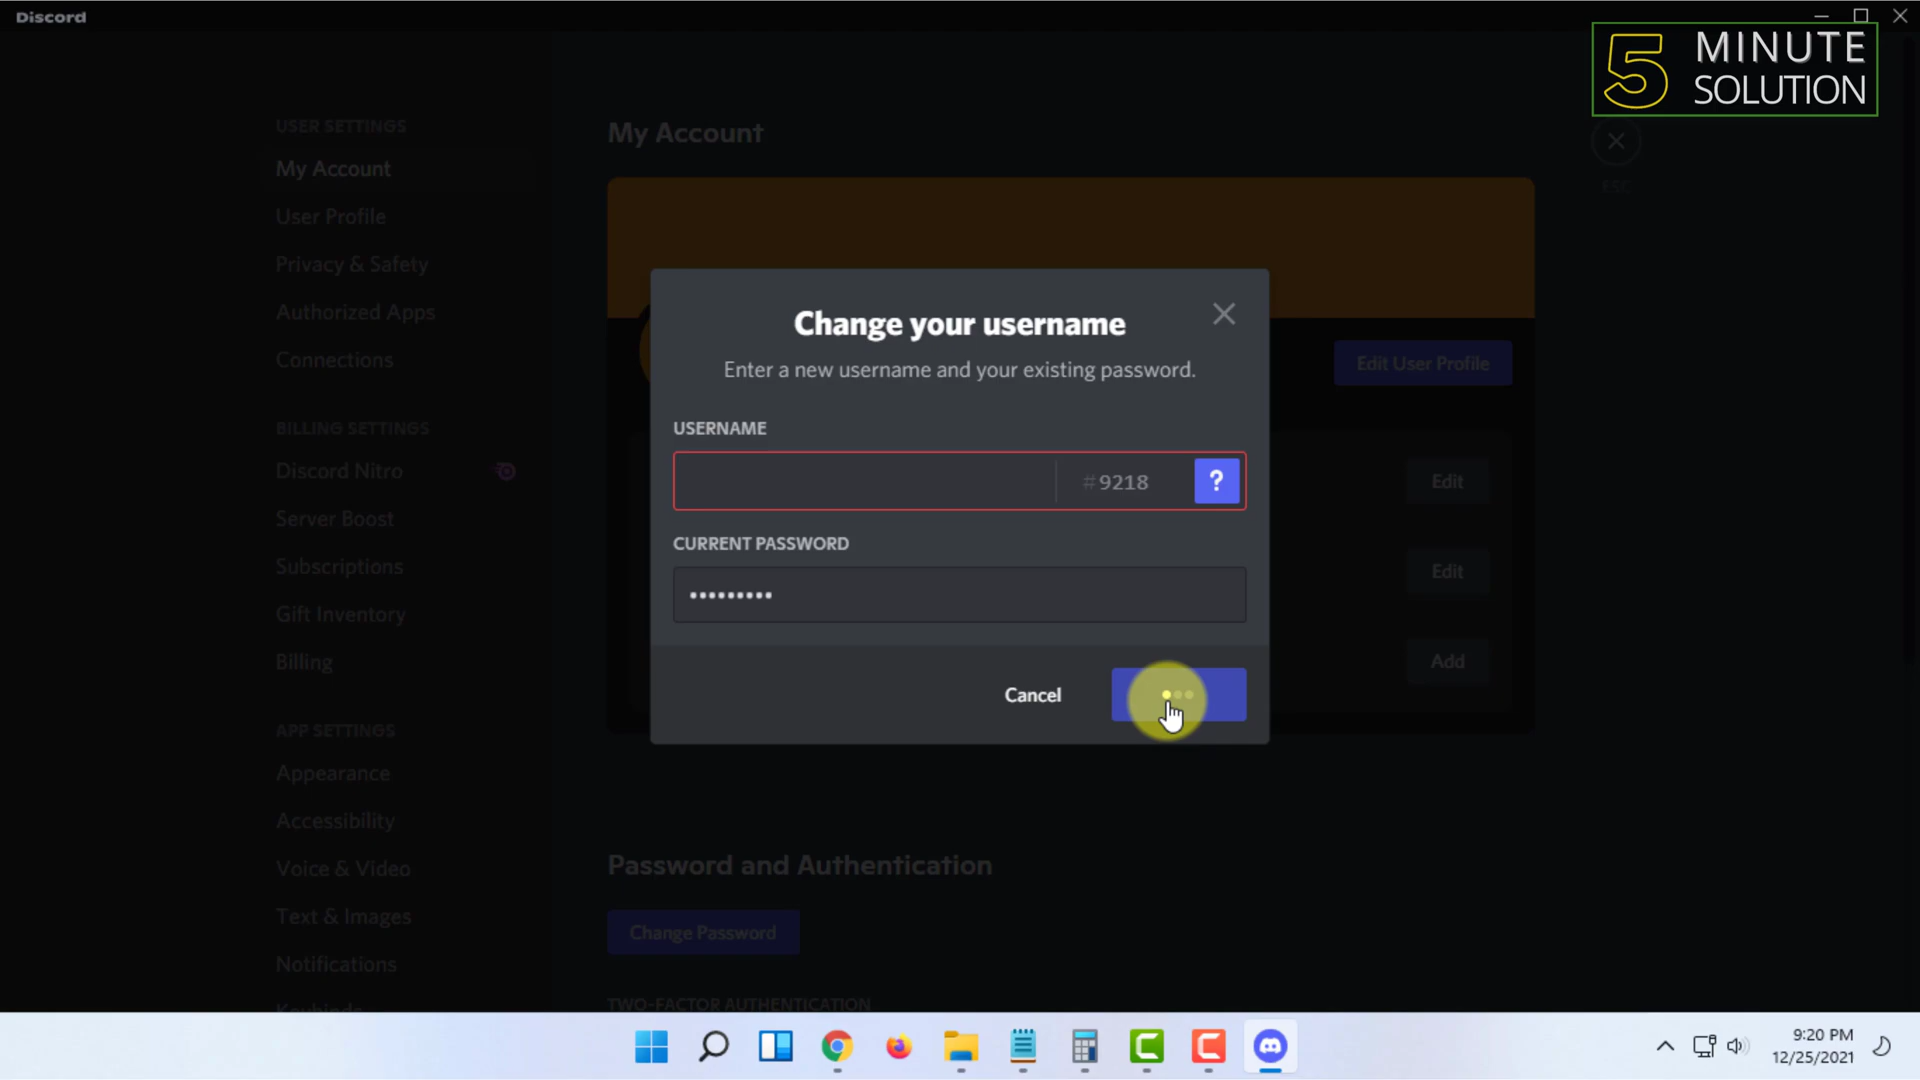 Discord
5 MINUTE
SOLUTION
USER SETTINGS
My Account
User Profile
Privacy & Safety
Authorized Apps
Connections
BILLING SETTINGS
Discord Nitro
Server Boost
Subscriptions
Gift Inventory
Billing
APP SETTINGS
Appearance
Accessibility
Voice & Video
Text & Images
Notifications
Keybinds
My Account
ESC
Edit User Profile
Edit
Edit
Add
Change your username
Enter a new username and your existing password.
USERNAME
#9218
?
CURRENT PASSWORD
•••••••••
Cancel
Password and Authentication
Change Password
TWO-FACTOR AUTHENTICATION
9:20 PM
12/25/2021